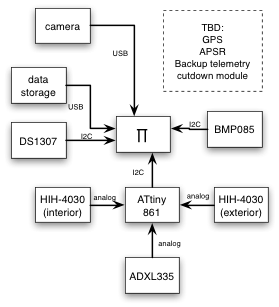 camera
TBD:
GPS
APSR
Backup telemetry
cutdown module
USB
data
storage
USB
DS1307
I2C
Π
I2C
BMP085
I2C
HIH-4030
(interior)
analog
ATtiny
861
analog
HIH-4030
(exterior)
analog
ADXL335